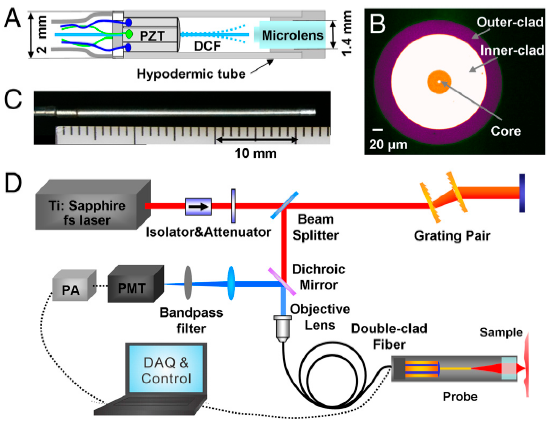 A
2 mm
PZT
DCF
Microlens
1.4 mm
Hypodermic tube
B
Outer-clad
Inner-clad
Core
20 µm
C
10 mm
D
Ti: Sapphire
fs laser
Isolator&Attenuator
Beam
Splitter
Grating Pair
Dichroic
Mirror
PA
PMT
Bandpass
filter
Objective
Lens
Double-clad
Fiber
Sample
Probe
DAQ &
Control